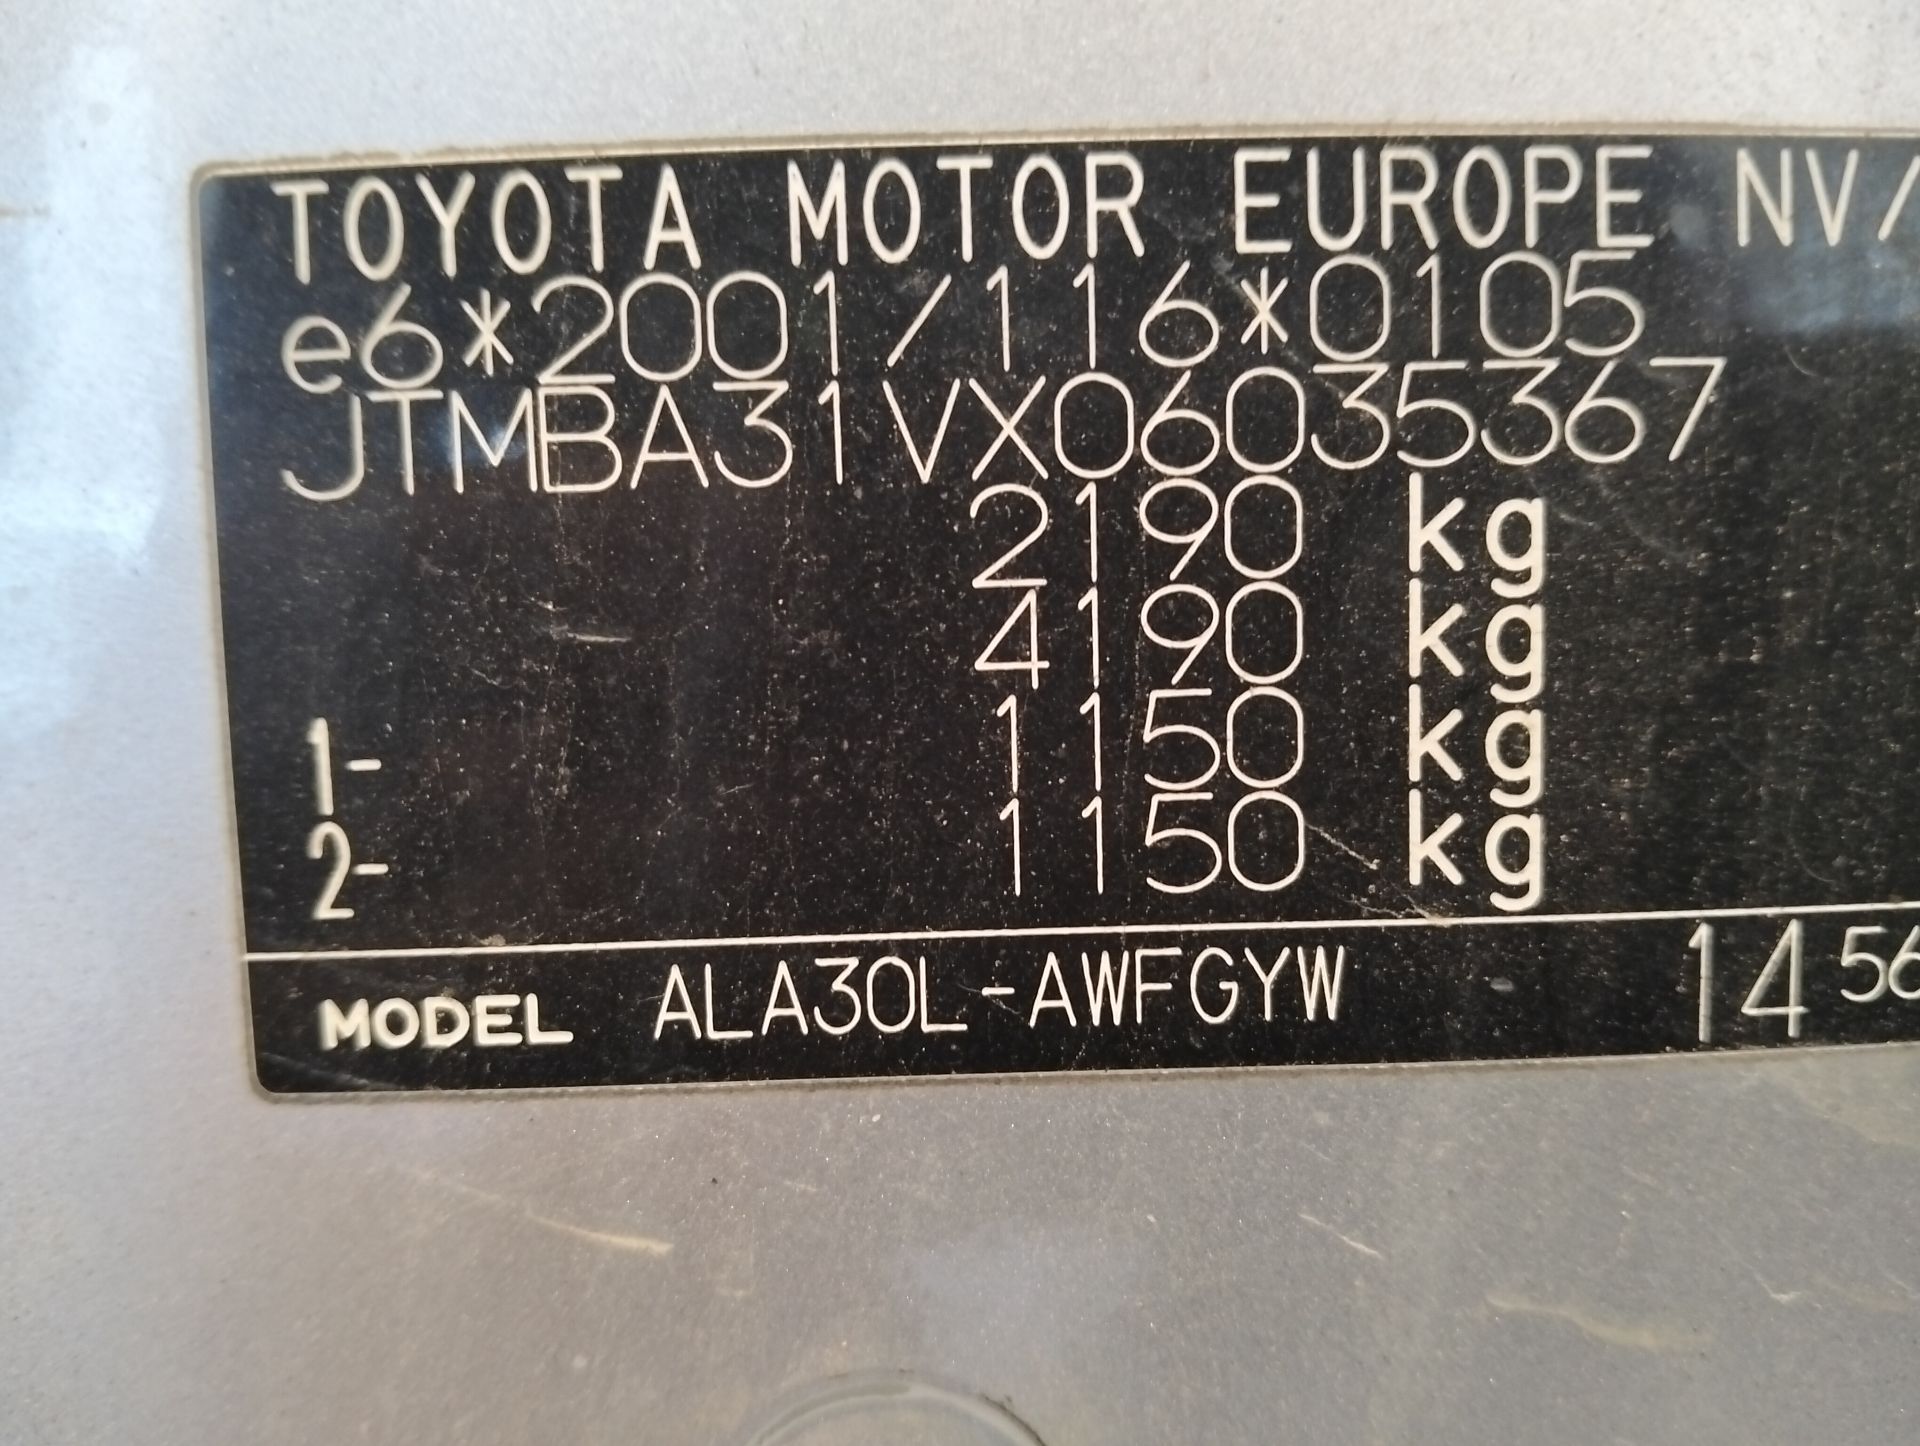 TOYOTA MOTOR EUROPE NV/
e6*2001/116*0105
JTMBA31VX06035367
2190 kg
4190 kg
1- 1150 kg
2- 1150 kg
MODEL ALA30L-AWFGYW 14 56